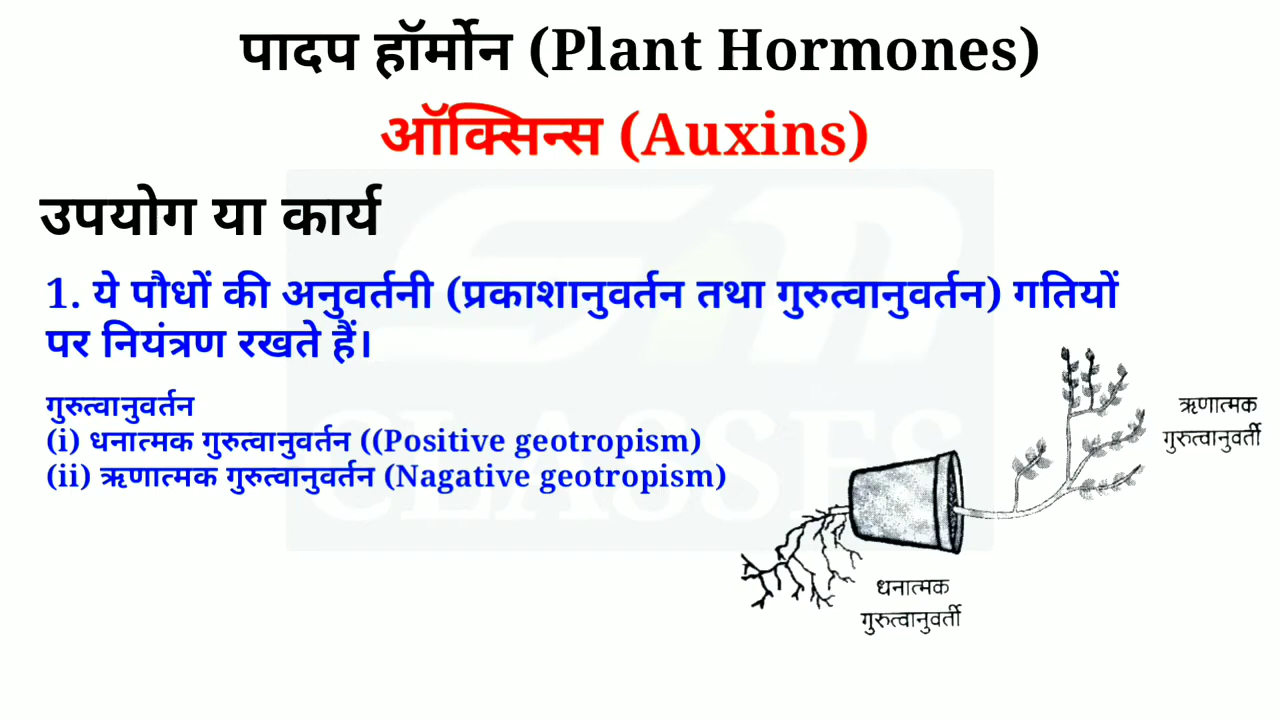 पादप हॉर्मोन (Plant Hormones)
ऑक्सिन्स (Auxins)
उपयोग या कार्य
1. ये पौधों की अनुवर्तनी (प्रकाशानुवर्तन तथा गुरुत्वानुवर्तन) गतियों
पर नियंत्रण रखते हैं।
गुरुत्वानुवर्तन
(i) धनात्मक गुरुत्वानुवर्तन ((Positive geotropism)
(ii) ऋणात्मक गुरुत्वानुवर्तन (Nagative geotropism)
ऋणात्मक
गुरुत्वानुवर्ती
धनात्मक
गुरुत्वानुवर्ती
SM
CLASSES